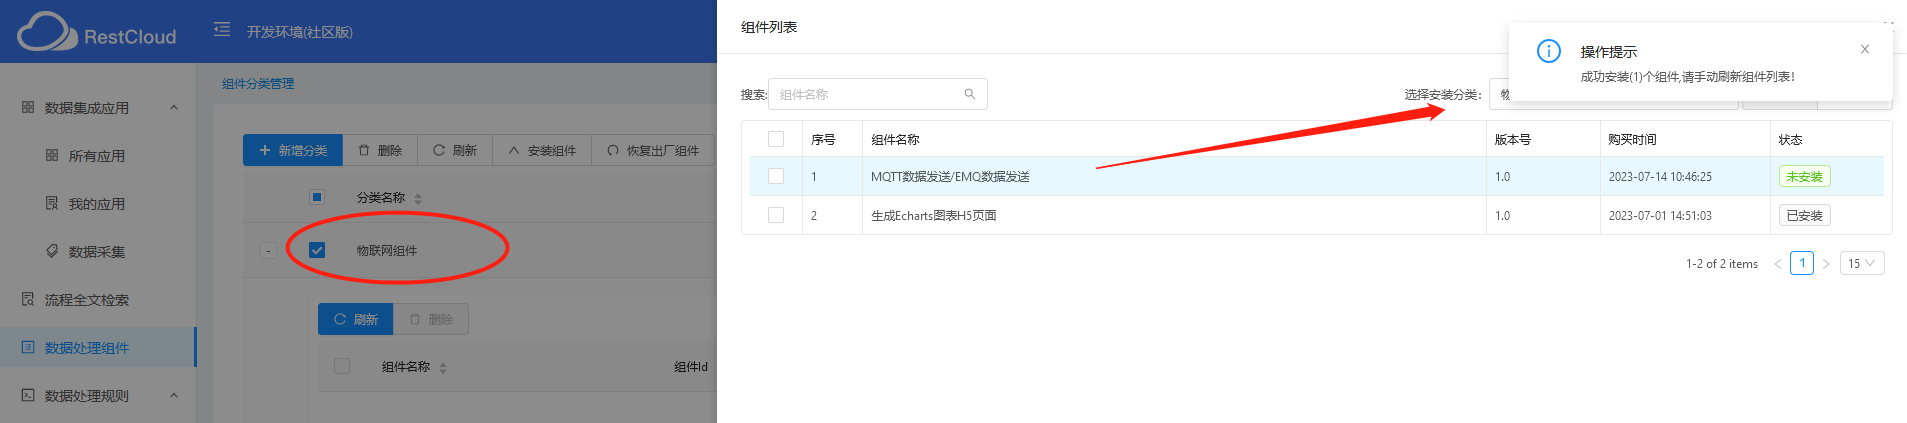 RestCloud
开发环境(社区版)
组件分类管理
数据集成应用
所有应用
我的应用
数据采集
流程全文检索
数据处理组件
数据处理规则
新增分类
删除
刷新
安装组件
恢复出厂组件
分类名称
-
物联网组件
刷新
删除
组件名称
组件Id
组件列表
操作提示
成功安装(1)个组件,请手动刷新组件列表!
搜索:
组件名称
选择安装分类:
序号 组件名称 版本号 购买时间 状态
1 MQTT数据发送/EMQ数据发送 1.0 2023-07-14 10:46:25 未安装
2 生成Echarts图表H5页面 1.0 2023-07-01 14:51:03 已安装
1-2 of 2 items < 1 > 15